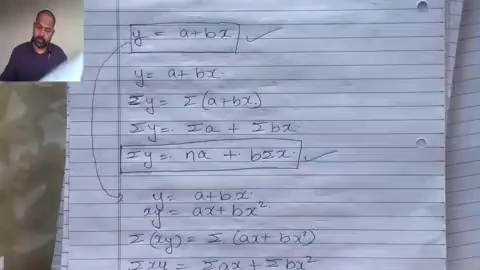 y = a+bx
y = a+bx.
Σy = Σ(a+bx)
Σy = Σa + Σbx
Σy = na + bΣx.
y = a+bx.
xy = ax+bx²
Σ(xy) = Σ(ax+bx²)
Σxy = Σax+Σbx²